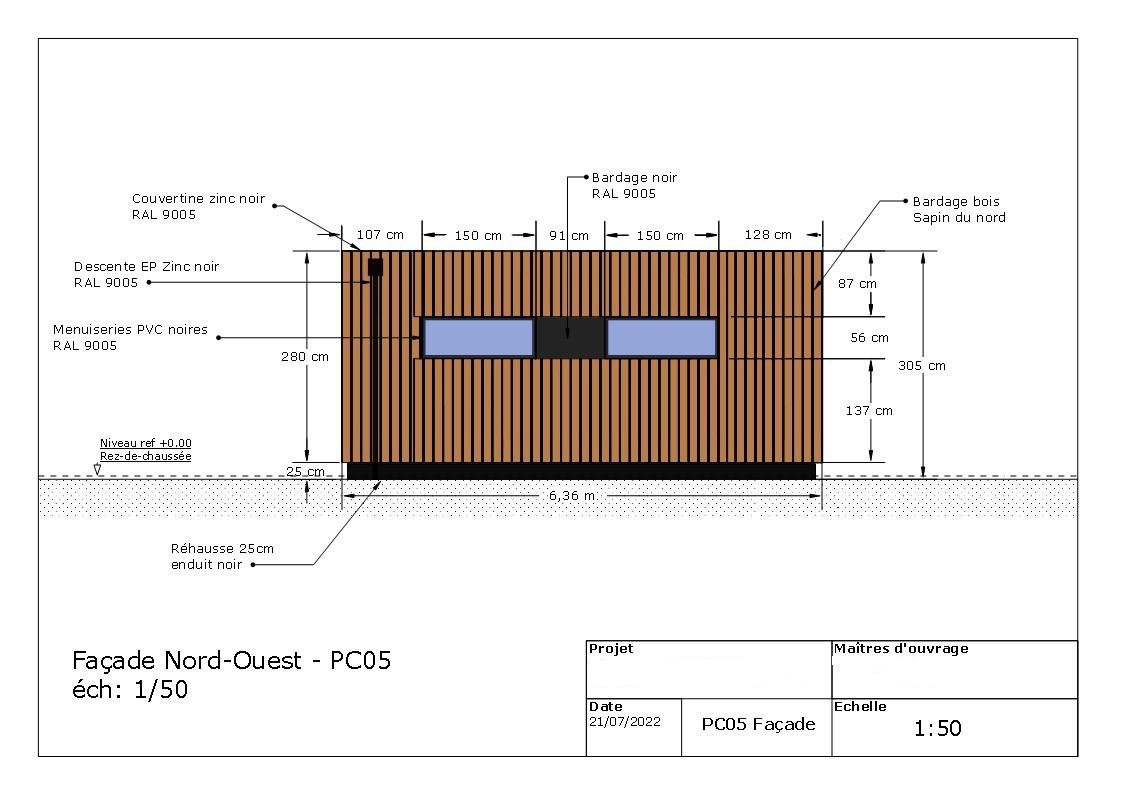 Bardage noir
RAL 9005
Couvertine zinc noir
RAL 9005
Bardage bois
Sapin du nord
107 cm
150 cm
91 cm
150 cm
128 cm
Descente EP Zinc noir
RAL 9005
87 cm
Menuiseries PVC noires
RAL 9005
56 cm
280 cm
305 cm
137 cm
Niveau ref +0.00
Rez-de-chaussée
25 cm
6,36 m
Réhausse 25cm
enduit noir
Façade Nord-Ouest - PC05
éch: 1/50
Projet
Maîtres d'ouvrage
Date
21/07/2022
PC05 Façade
Echelle
1:50